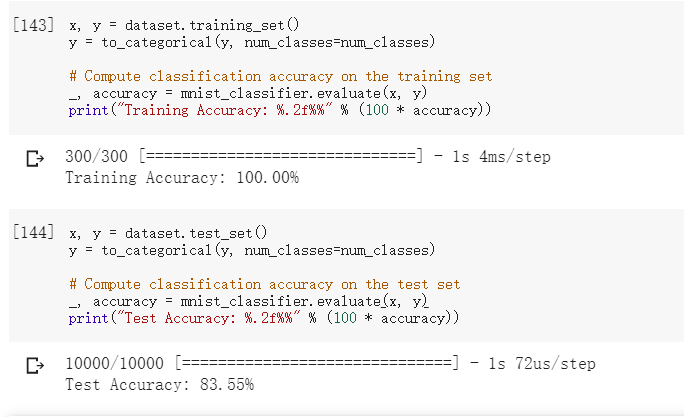 [143] x, y = dataset.training_set()
y = to_categorical(y, num_classes=num_classes)
# Compute classification accuracy on the training set
_, accuracy = mnist_classifier.evaluate(x, y)
print("Training Accuracy: %.2f%%" % (100 * accuracy))
300/300 [==============================] - 1s 4ms/step
Training Accuracy: 100.00%
[144] x, y = dataset.test_set()
y = to_categorical(y, num_classes=num_classes)
# Compute classification accuracy on the test set
_, accuracy = mnist_classifier.evaluate(x, y)
print("Test Accuracy: %.2f%%" % (100 * accuracy))
10000/10000 [==============================] - 1s 72us/step
Test Accuracy: 83.55%